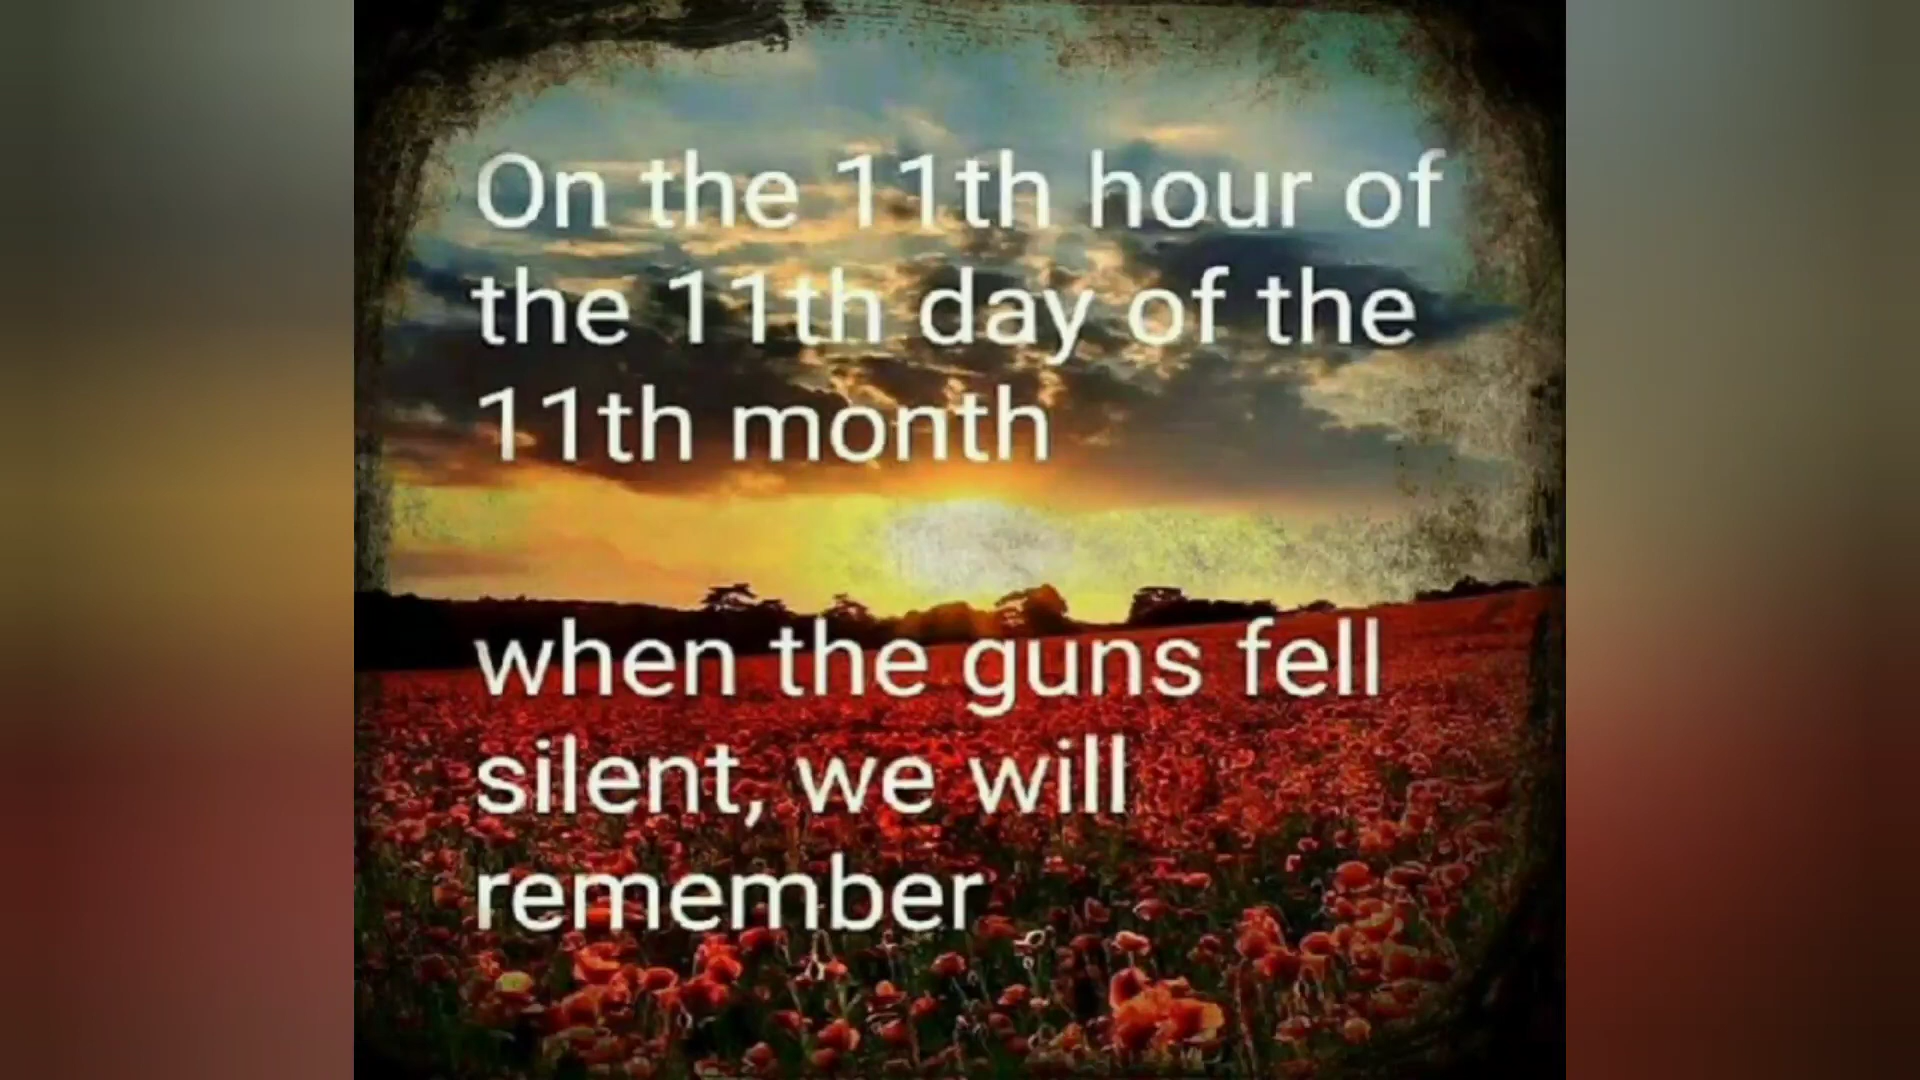 On the 11th hour of
the 11th day of the
11th month
when the guns fell
silent, we will
remember